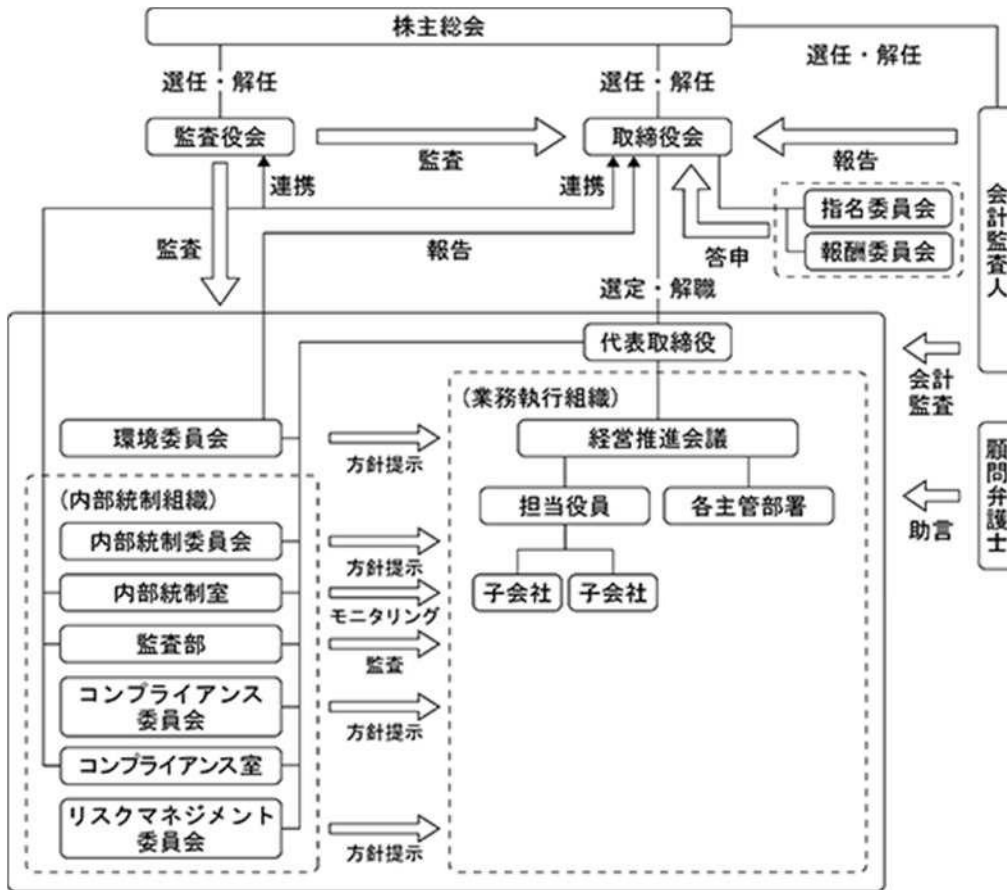 株主総会
選任・解任
選任・解任
選任・解任
監査役会
監査
取締役会
報告
会計監査人
連携
連携
指名委員会
報酬委員会
監査
報告
答申
選定・解職
代表取締役
会計
監査
(業務執行組織)
環境委員会
方針提示
経営推進会議
顧問弁護士
助言
(内部統制組織)
担当役員
各主管部署
内部統制委員会
方針提示
子会社
子会社
内部統制室
モニタリング
監査部
監査
コンプライアンス
委員会
方針提示
コンプライアンス室
リスクマネジメント
委員会
方針提示